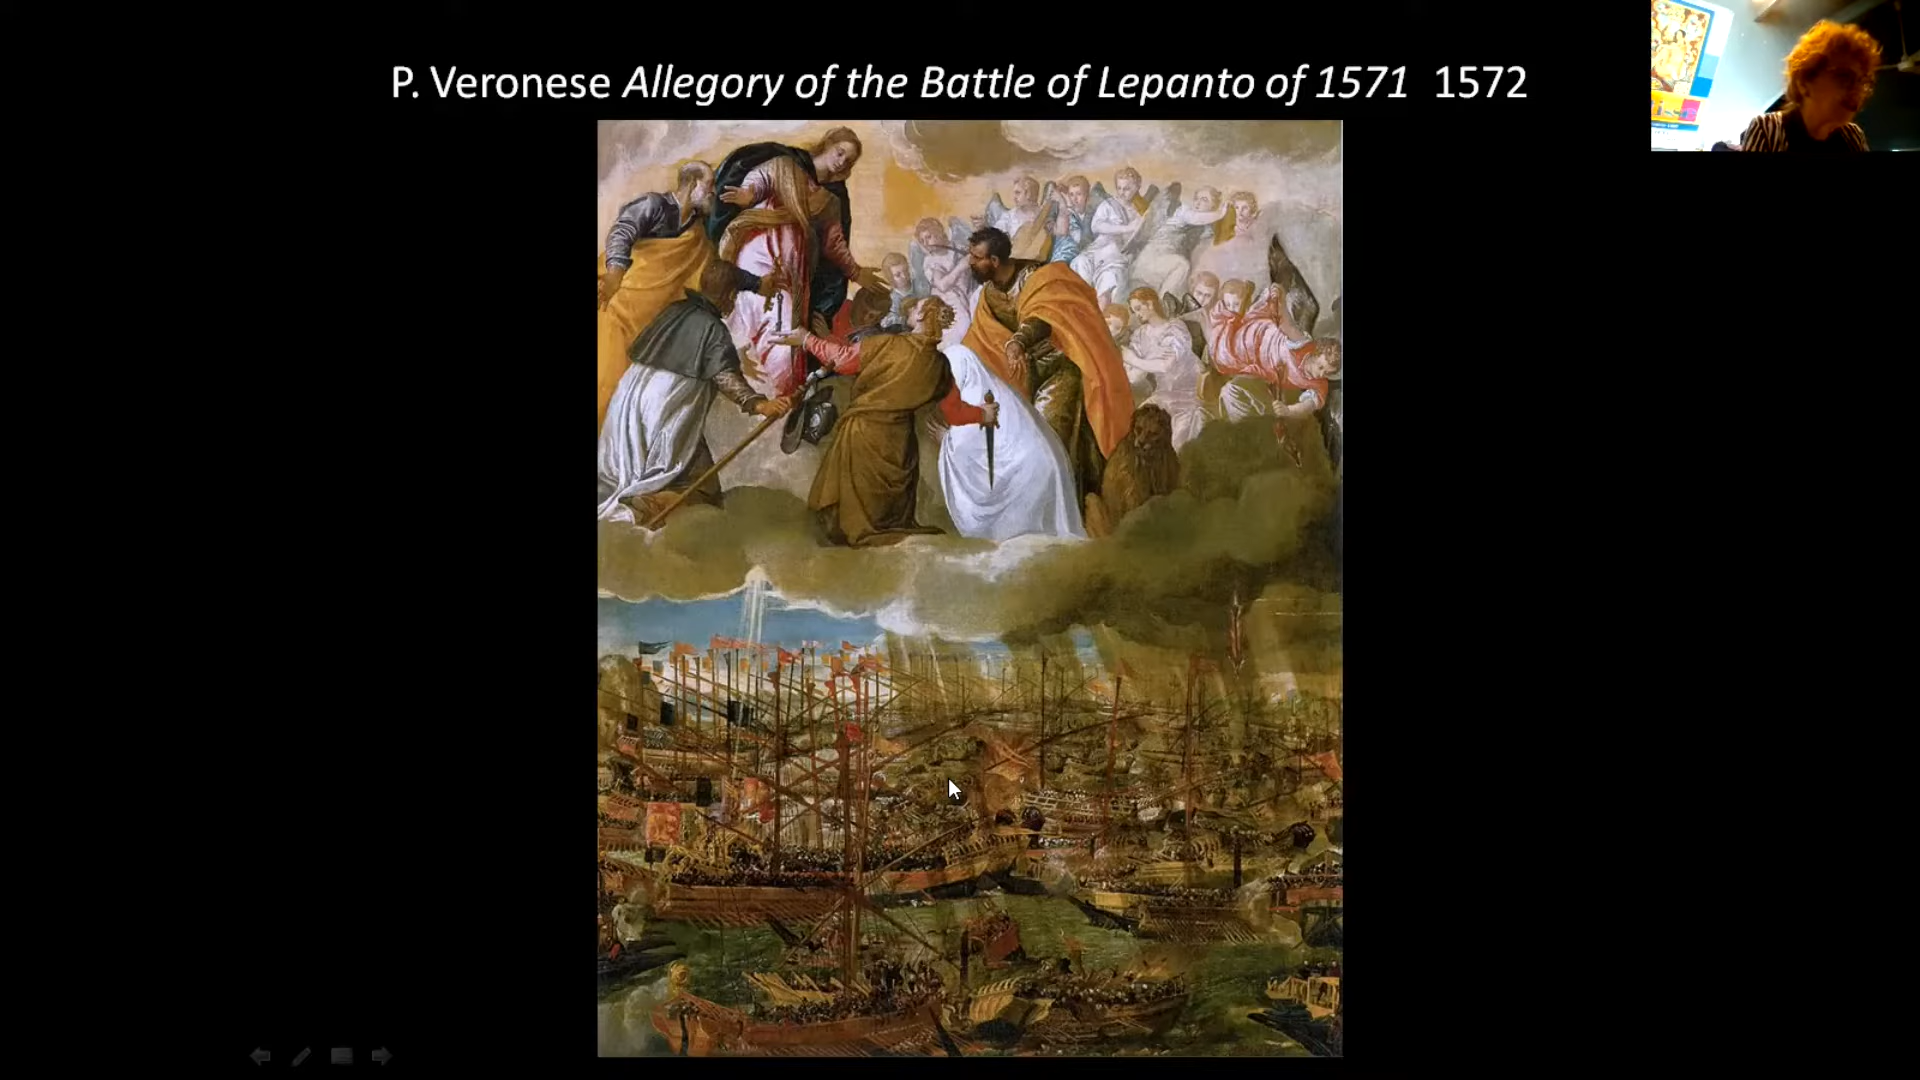 P. Veronese Allegory of the Battle of Lepanto of 1571 1572